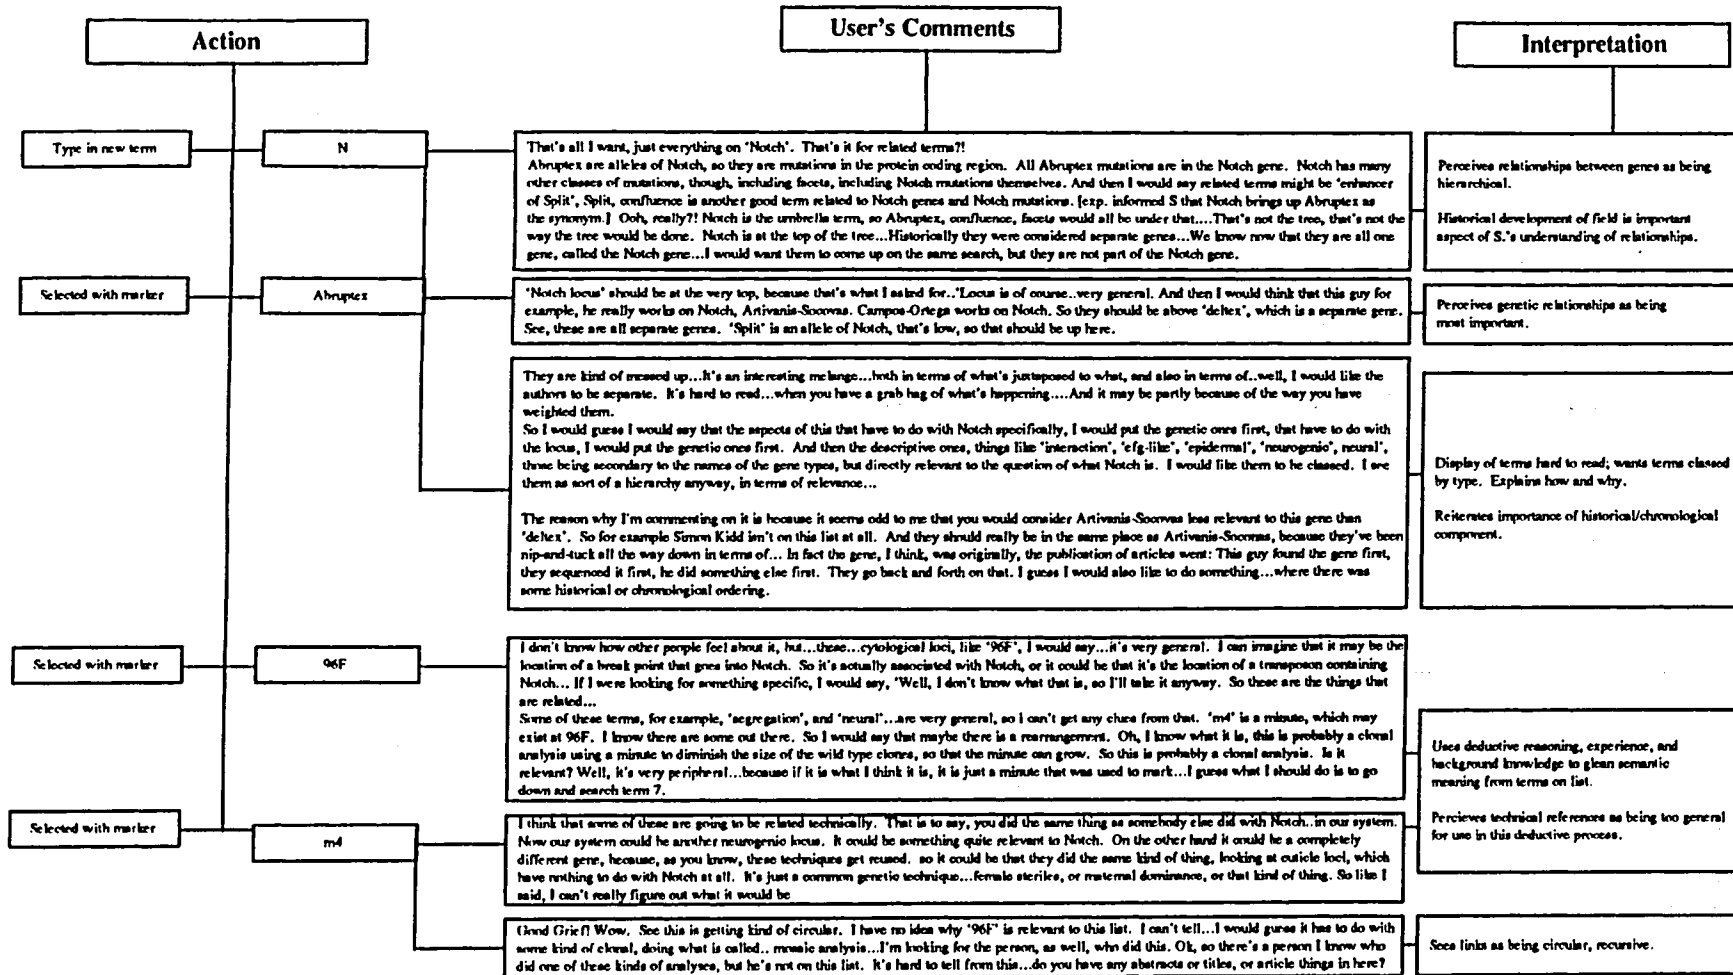 Action
User's Comments
Interpretation
Type in new term
N
That's all I want, just everything on 'Notch'. That's it for related terms?!
Abruptex are alleles of Notch, so they are mutations in the protein coding region. All Abruptex mutations are in the Notch gene. Notch has many
other classes of mutations, though, including facets, including Notch mutations themselves. And then I would say related terms might be 'enhancer
of Split', Split, confluence is another good term related to Notch genes and Notch mutations. [exp. informed S that Notch brings up Abruptex as
the synonym.] Ooh, really?! Notch is the umbrella term, so Abruptex, confluence, facets would all be under that....That's not the tree, that's not the
way the tree would be done. Notch is at the top of the tree...Historically they were considered separate genes...We know now that they are all one
gene, called the Notch gene...I would want them to come up on the same search, but they are not part of the Notch gene.
Perceives relationships between genes as being
hierarchical.
Historical development of field is important
aspect of S.'s understanding of relationships.
Selected with marker
Abruptex
'Notch locus' should be at the very top, because that's what I asked for..'Locus is of course..very general. And then I would think that this guy for
example, he really works on Notch, Artivanis-Soconas. Campos-Ortega works on Notch. So they should be above 'deltex', which is a separate gene.
See, these are all separate genes. 'Split' is an allele of Notch, that's low, so that should be up here.
Perceives genetic relationships as being
most important.
They are kind of messed up...It's an interesting melange...both in terms of what's juxtaposed to what, and also in terms of..well, I would like the
authors to be separate. It's hard to read...when you have a grab bag of what's happening....And it may be partly because of the way you have
weighted them.
So I would guess I would say that the aspects of this that have to do with Notch specifically, I would put the genetic ones first, that have to do with
the locus, I would put the genetic ones first. And then the descriptive ones, things like 'interaction', 'efg-like', 'epidermal', 'neurogenic', neural',
those being secondary to the names of the gene types, but directly relevant to the question of what Notch is. I would like them to be classed. I see
them as sort of a hierarchy anyway, in terms of relevance...
The reason why I'm commenting on it is because it seems odd to me that you would consider Artivanis-Soconas less relevant to this gene than
'deltex'. So for example Simon Kidd isn't on this list at all. And they should really be in the same place as Artivanis-Soconas, because they've been
nip-and-tuck all the way down in terms of... In fact the gene, I think, was originally, the publication of articles went: This guy found the gene first,
they sequenced it first, he did something else first. They go back and forth on that. I guess I would also like to do something...where there was
some historical or chronological ordering.
Display of terms hard to read; wants terms classed
by type. Explains how and why.
Reiterates importance of historical/chronological
component.
Selected with marker
96F
I don't know how other people feel about it, but...these...cytological loci, like '96F', I would say...it's very general. I can imagine that it may be the
location of a break point that goes into Notch. So it's actually associated with Notch, or it could be that it's the location of a transposon containing
Notch... If I were looking for something specific, I would say, 'Well, I don't know what that is, so I'll take it anyway. So these are the things that
are related...
Some of these terms, for example, 'segregation', and 'neural'...are very general, so I can't get any clues from that. 'm4' is a minute, which may
exist at 96F. I know there are some out there. So I would say that maybe there is a rearrangement. Oh, I know what it is, this is probably a clonal
analysis using a minute to diminish the size of the wild type clones, so that the minute can grow. So this is probably a clonal analysis. Is it
relevant? Well, it's very peripheral...because if it is what I think it is, it is just a minute that was used to mark...I guess what I should do is to go
down and search term 7.
Uses deductive reasoning, experience, and
background knowledge to glean semantic
meaning from terms on list.
Percieves technical references as being too general
for use in this deductive process.
Selected with marker
m4
I think that some of these are going to be related technically. That is to say, you did the same thing as somebody else did with Notch..in our system.
Now our system could be another neurogenic locus. It could be something quite relevant to Notch. On the other hand it could be a completely
different gene, because, as you know, these techniques get reused. so it could be that they did the same kind of thing, looking at cuticle loci, which
have nothing to do with Notch at all. It's just a common genetic technique...female steriles, or maternal dominance, or that kind of thing. So like I
said, I can't really figure out what it would be
Good Grief! Wow. See this is getting kind of circular. I have no idea why '96F' is relevant to this list. I can't tell...I would guess it has to do with
some kind of clonal, doing what is called.. mosaic analysis...I'm looking for the person, as well, who did this. Ok, so there's a person I know who
did one of these kinds of analyses, but he's not on this list. It's hard to tell from this...do you have any abstracts or titles, or article things in here?
Sees links as being circular, recursive.